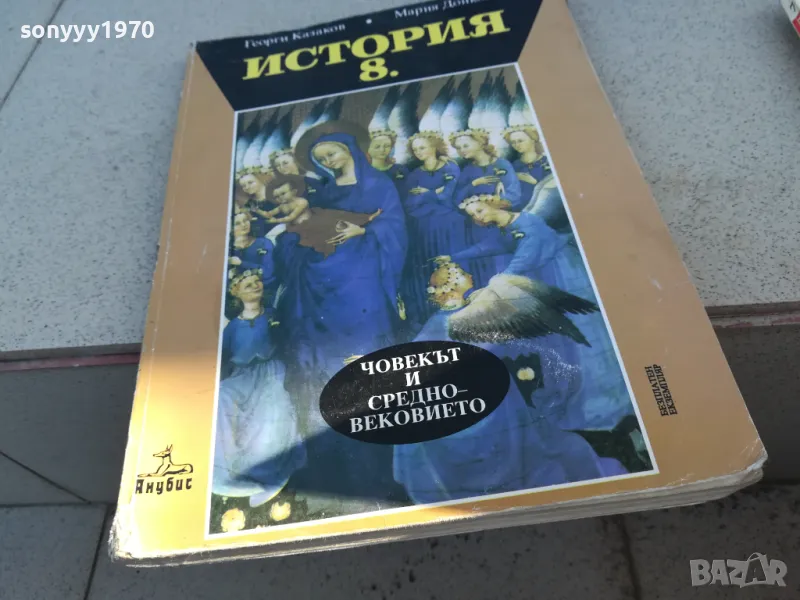 sonyyy1970
Георги Казаков • Мария
ИСТОРИЯ
8.
ЧОВЕКЪТ
И
СРЕДНО-
ВЕКОВИЕТО
Анубис
БЕЗПЛАТЕН
ЕКЗЕМПЛЯР
BAZAR